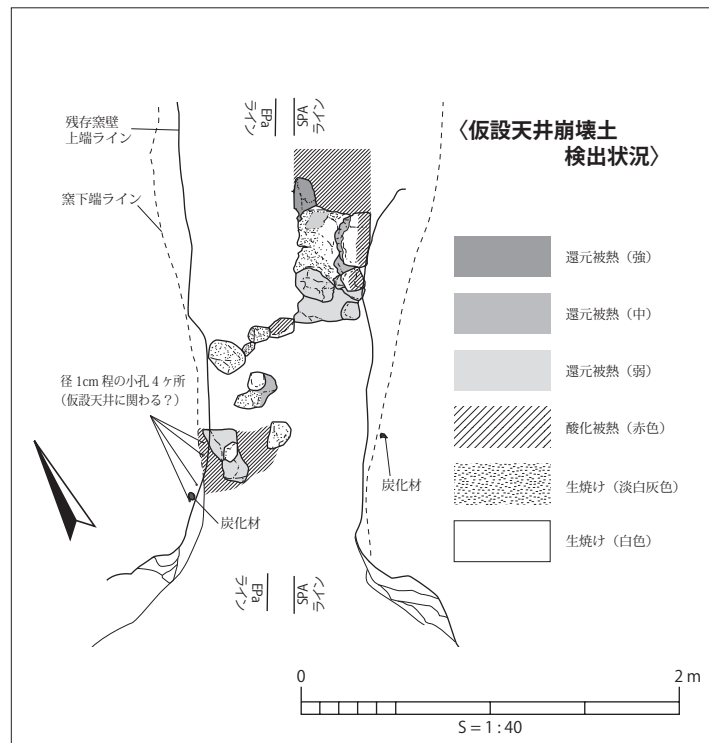 残存窯壁
上端ライン
EPa
ライン
SPA
ライン
〈仮設天井崩壊土
検出状況〉
窯下端ライン
還元被熱（強）
還元被熱（中）
還元被熱（弱）
径 1cm 程の小孔 4 ヶ所
（仮設天井に関わる？）
酸化被熱（赤色）
炭化材
生焼け（淡白灰色）
炭化材
生焼け（白色）
EPa
ライン
SPA
ライン
0
2 m
S = 1 : 40